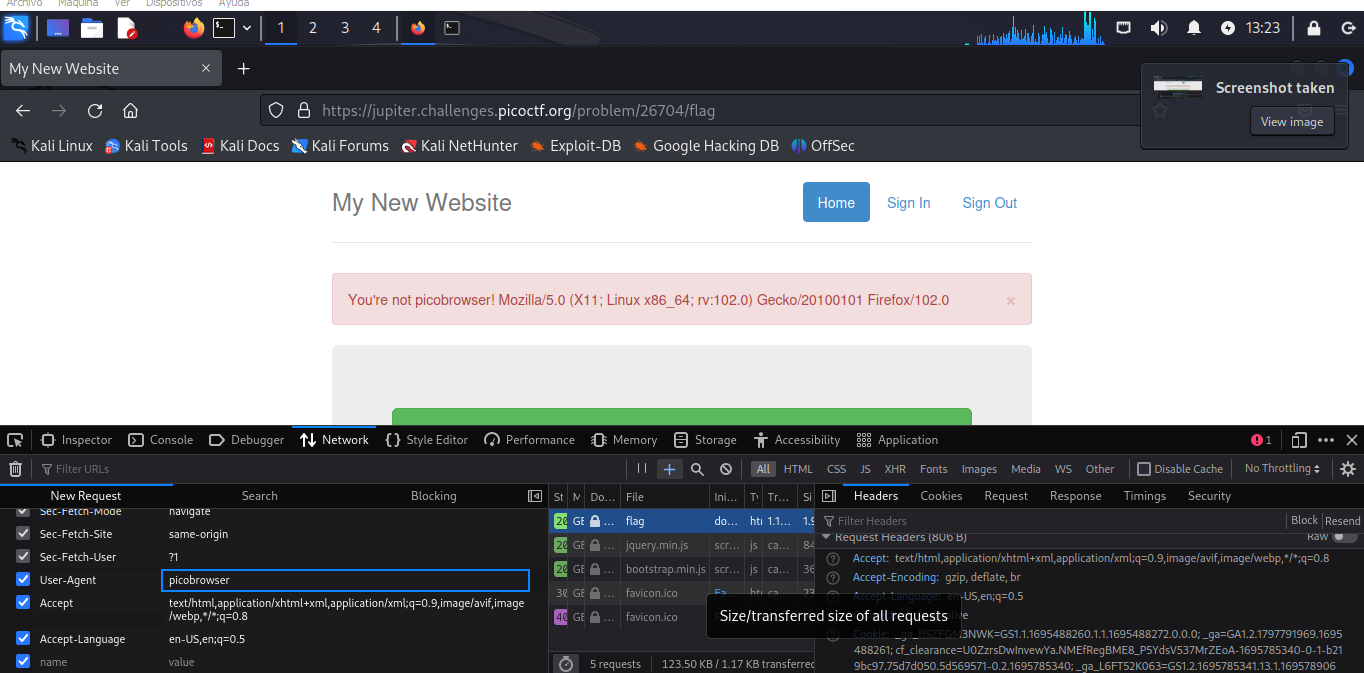 Archivo Máquina Ver Dispositivos Ayuda
1 2 3 4 13:23
My New Website × +
Screenshot taken
View image
https://jupiter.challenges.picoctf.org/problem/26704/flag
Kali Linux Kali Tools Kali Docs Kali Forums Kali NetHunter Exploit-DB Google Hacking DB OffSec
My New Website Home Sign In Sign Out
You're not picobrowser! Mozilla/5.0 (X11; Linux x86_64; rv:102.0) Gecko/20100101 Firefox/102.0 ×
Inspector Console Debugger Network Style Editor Performance Memory Storage Accessibility Application 1
Filter URLs All HTML CSS JS XHR Fonts Images Media WS Other Disable Cache No Throttling
New Request Search Blocking
Sec-Fetch-Mode navigate
Sec-Fetch-Site same-origin
Sec-Fetch-User ?1
User-Agent picobrowser
Accept text/html,application/xhtml+xml,application/xml;q=0.9,image/avif,image
/webp,*/*;q=0.8
Accept-Language en-US,en;q=0.5
name value
St M Do... File Ini... Ty Tr... Si
20 GE ... flag do... htm 1.1... 1.9
20 GE ... jquery.min.js scr... js ca... 84
20 GE ... bootstrap.min.js scr... js ca... 36
30 GE ... favicon.ico Fa... ca... 23
40 GE ... favicon.ico
Size/transferred size of all requests
5 requests 123.50 KB / 1.17 KB transferred
Headers Cookies Request Response Timings Security
Filter Headers Block Resend
Request Headers (806 B) Raw
Accept: text/html,application/xhtml+xml,application/xml;q=0.9,image/avif,image/webp,*/*;q=0.8
Accept-Encoding: gzip, deflate, br
Accept-Language: en-US,en;q=0.5
Cookie: _ga_BSZFGM3NWK=GS1.1.1695488260.1.1.1695488272.0.0.0; _ga=GA1.2.1797791969.1695
488261; cf_clearance=U0ZzrsDwInvewYa.NMEfRegBME8_P5YdsV537MrZEoA-1695785340-0-1-b21
9bc97.75d7d050.5d569571-0.2.1695785340; _ga_L6FT52K063=GS1.2.1695785341.13.1.169578906